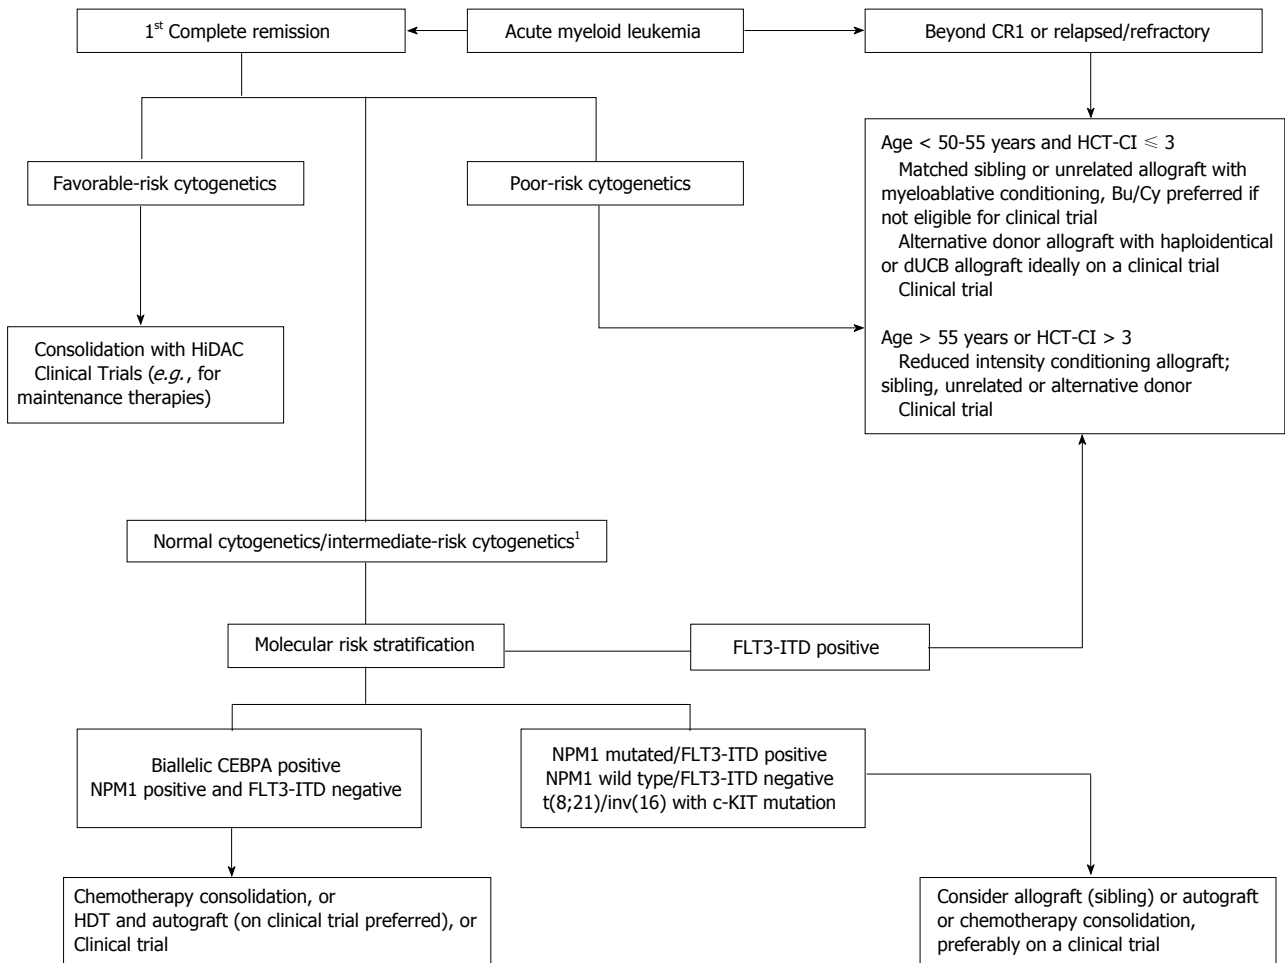 1st Complete remission
Acute myeloid leukemia
Beyond CR1 or relapsed/refractory
Favorable-risk cytogenetics
Poor-risk cytogenetics
Age < 50-55 years and HCT-CI ≤ 3
Matched sibling or unrelated allograft with
myeloablative conditioning, Bu/Cy preferred if
not eligible for clinical trial
Alternative donor allograft with haploidentical
or dUCB allograft ideally on a clinical trial
Clinical trial
Age > 55 years or HCT-CI > 3
Reduced intensity conditioning allograft;
sibling, unrelated or alternative donor
Clinical trial
Consolidation with HiDAC
Clinical Trials (e.g., for
maintenance therapies)
Normal cytogenetics/intermediate-risk cytogenetics1
Molecular risk stratification
FLT3-ITD positive
Biallelic CEBPA positive
NPM1 positive and FLT3-ITD negative
NPM1 mutated/FLT3-ITD positive
NPM1 wild type/FLT3-ITD negative
t(8;21)/inv(16) with c-KIT mutation
Chemotherapy consolidation, or
HDT and autograft (on clinical trial preferred), or
Clinical trial
Consider allograft (sibling) or autograft
or chemotherapy consolidation,
preferably on a clinical trial